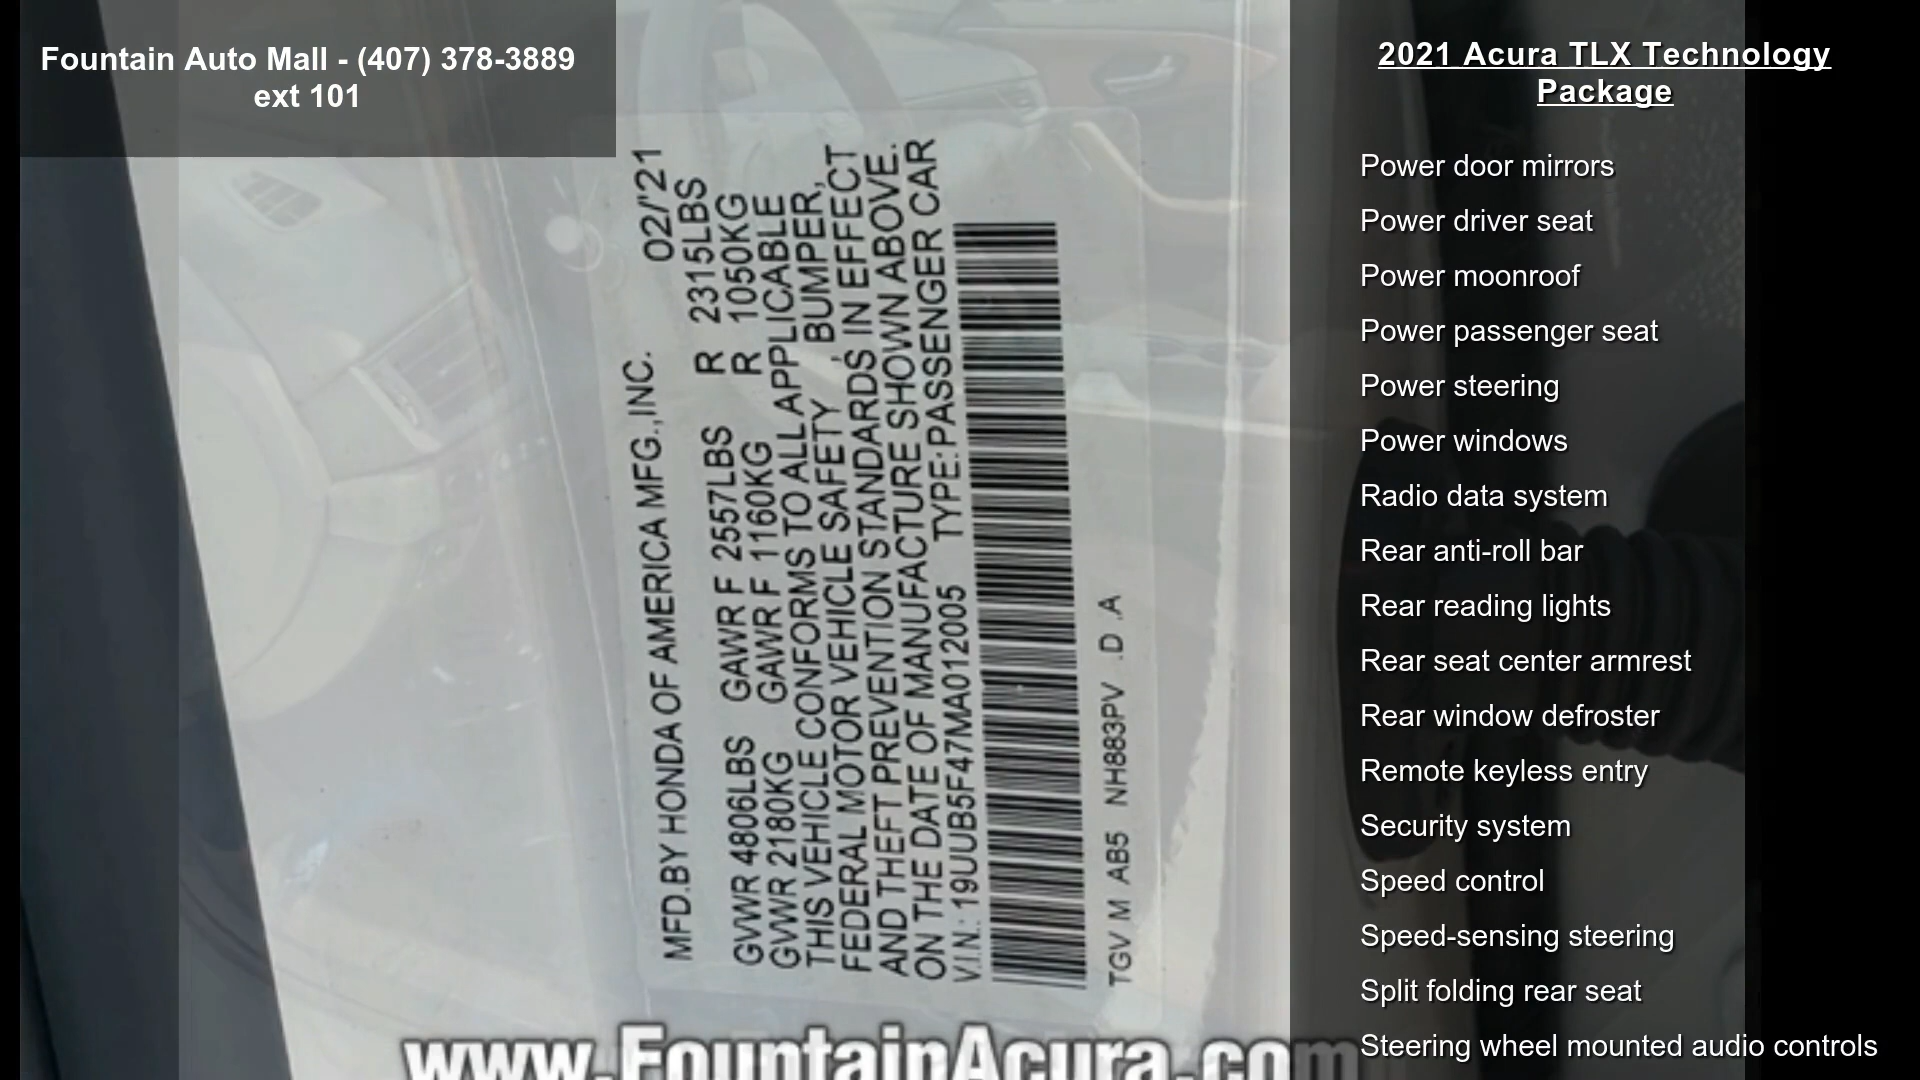 Fountain Auto Mall - (407) 378-3889
ext 101
MFD.BY HONDA OF AMERICA MFG.,INC. 02/'21
GVWR 4806LBS GAWR F 2557LBS R 2315LBS
GVWR 2180KG GAWR F 1160KG R 1050KG
THIS VEHICLE CONFORMS TO ALL APPLICABLE
FEDERAL MOTOR VEHICLE SAFETY , BUMPER,
AND THEFT PREVENTION STANDARDS IN EFFECT
ON THE DATE OF MANUFACTURE SHOWN ABOVE.
V.I.N.: 19UUB5F47MA012005 TYPE: PASSENGER CAR
TGV M AB5 NH883PV .D .A
www.FountainAcura.com
2021 Acura TLX Technology
Package
Power door mirrors
Power driver seat
Power moonroof
Power passenger seat
Power steering
Power windows
Radio data system
Rear anti-roll bar
Rear reading lights
Rear seat center armrest
Rear window defroster
Remote keyless entry
Security system
Speed control
Speed-sensing steering
Split folding rear seat
Steering wheel mounted audio controls